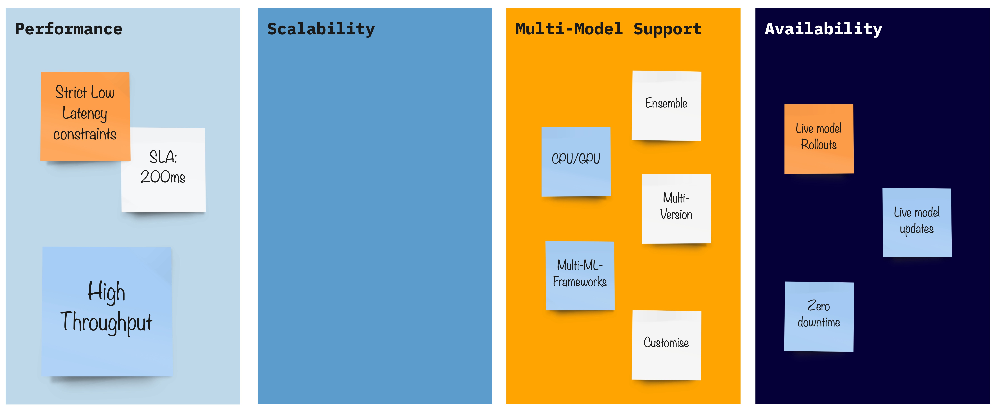 Performance
Strict Low
Latency
constraints
SLA:
200ms
High
Throughput
Scalability
Multi-Model Support
Ensemble
CPU/GPU
Multi-
Version
Multi-ML-
Frameworks
Customise
Availability
Live model
Rollouts
Live model
updates
Zero
downtime